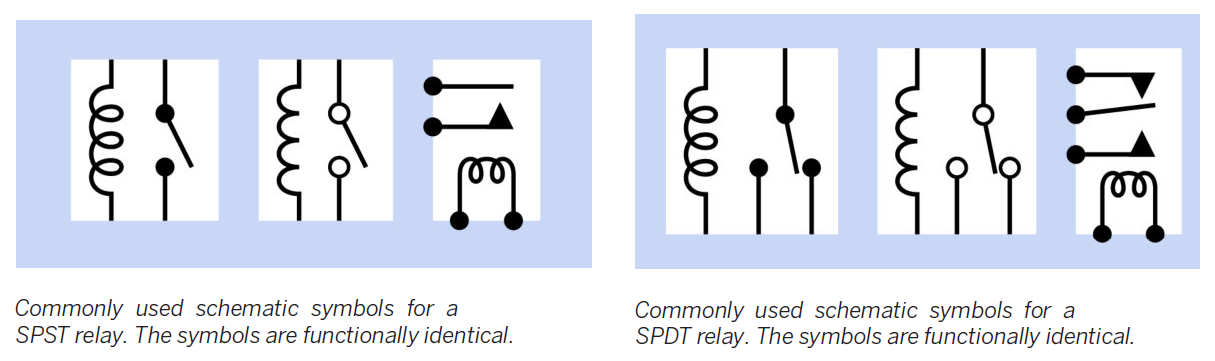 Commonly used schematic symbols for a
SPST relay. The symbols are functionally identical.
Commonly used schematic symbols for a
SPDT relay. The symbols are functionally identical.